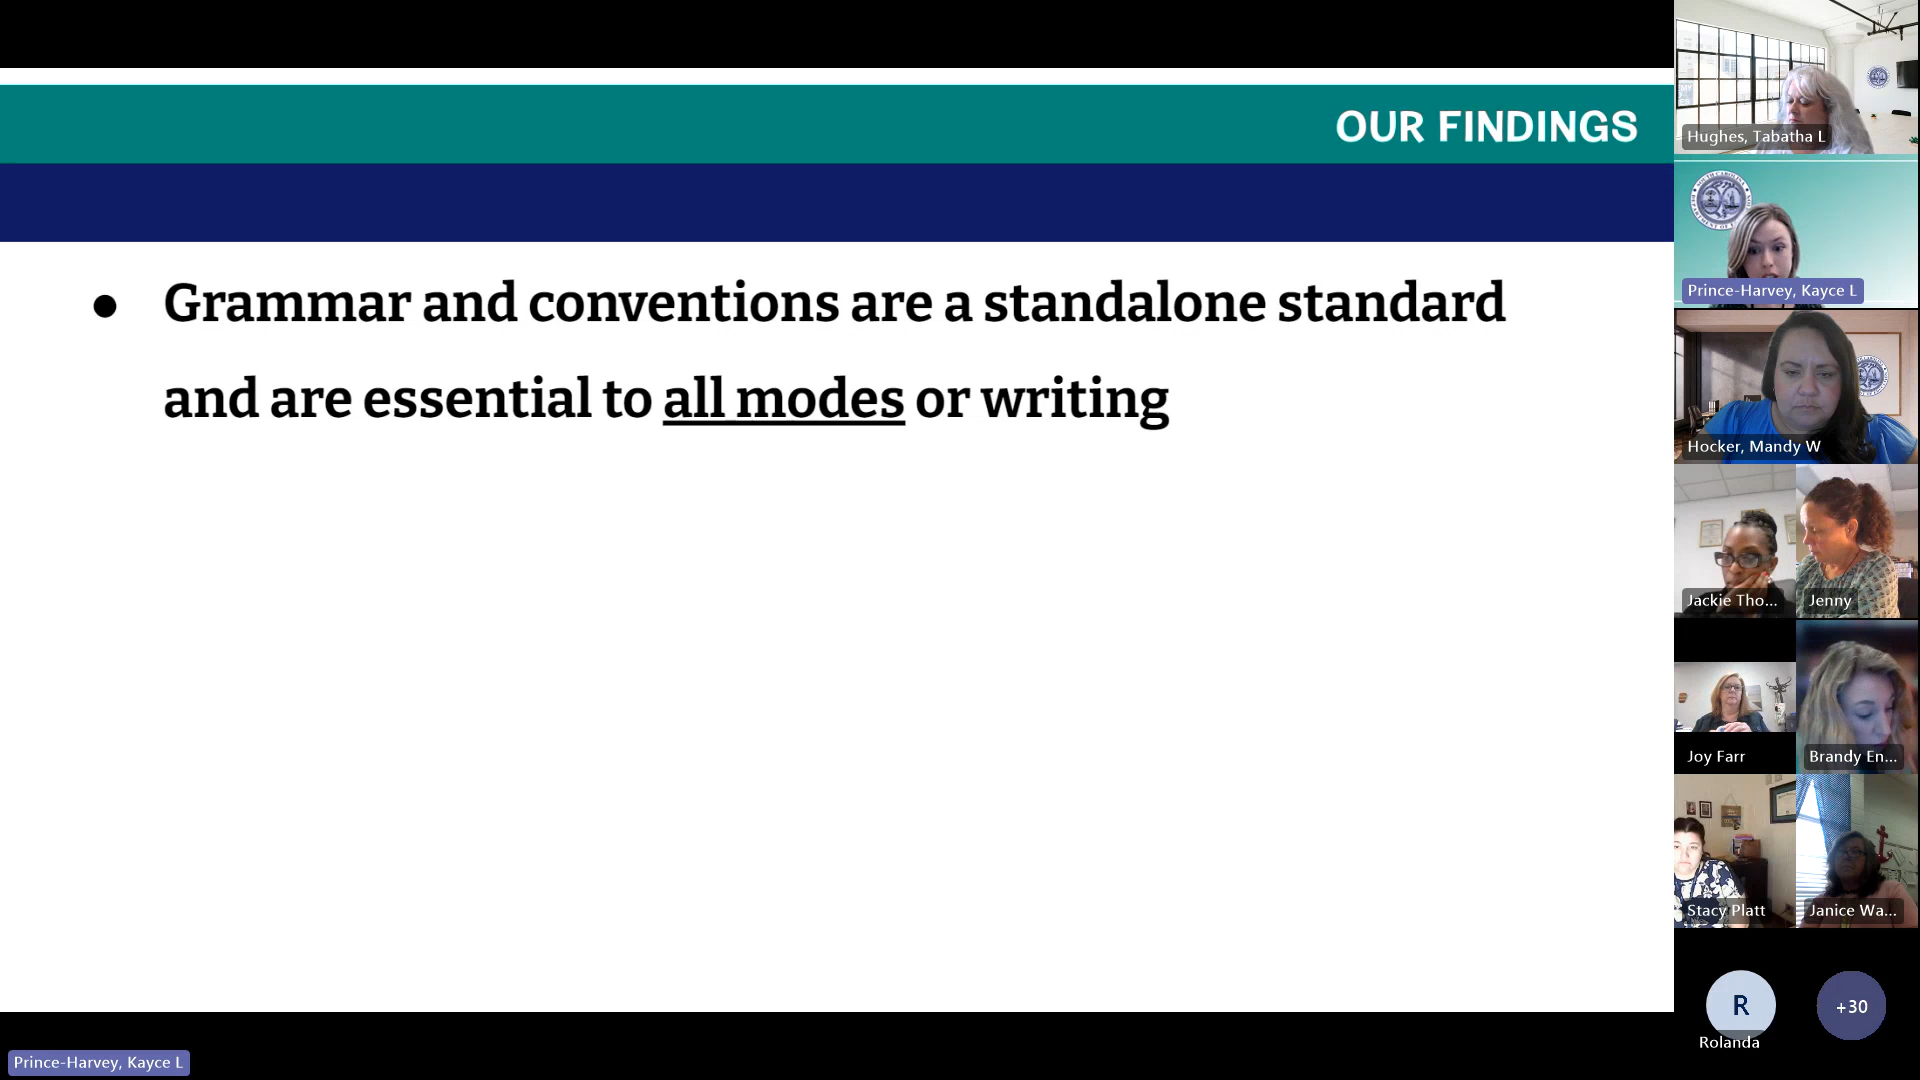 OUR FINDINGS
● Grammar and conventions are a standalone standard
and are essential to all modes or writing
Hughes, Tabatha L
Prince-Harvey, Kayce L
Hocker, Mandy W
Jackie Tho...
Jenny
Joy Farr
Brandy En...
Stacy Platt
Janice Wa...
R
Rolanda
+30
Prince-Harvey, Kayce L